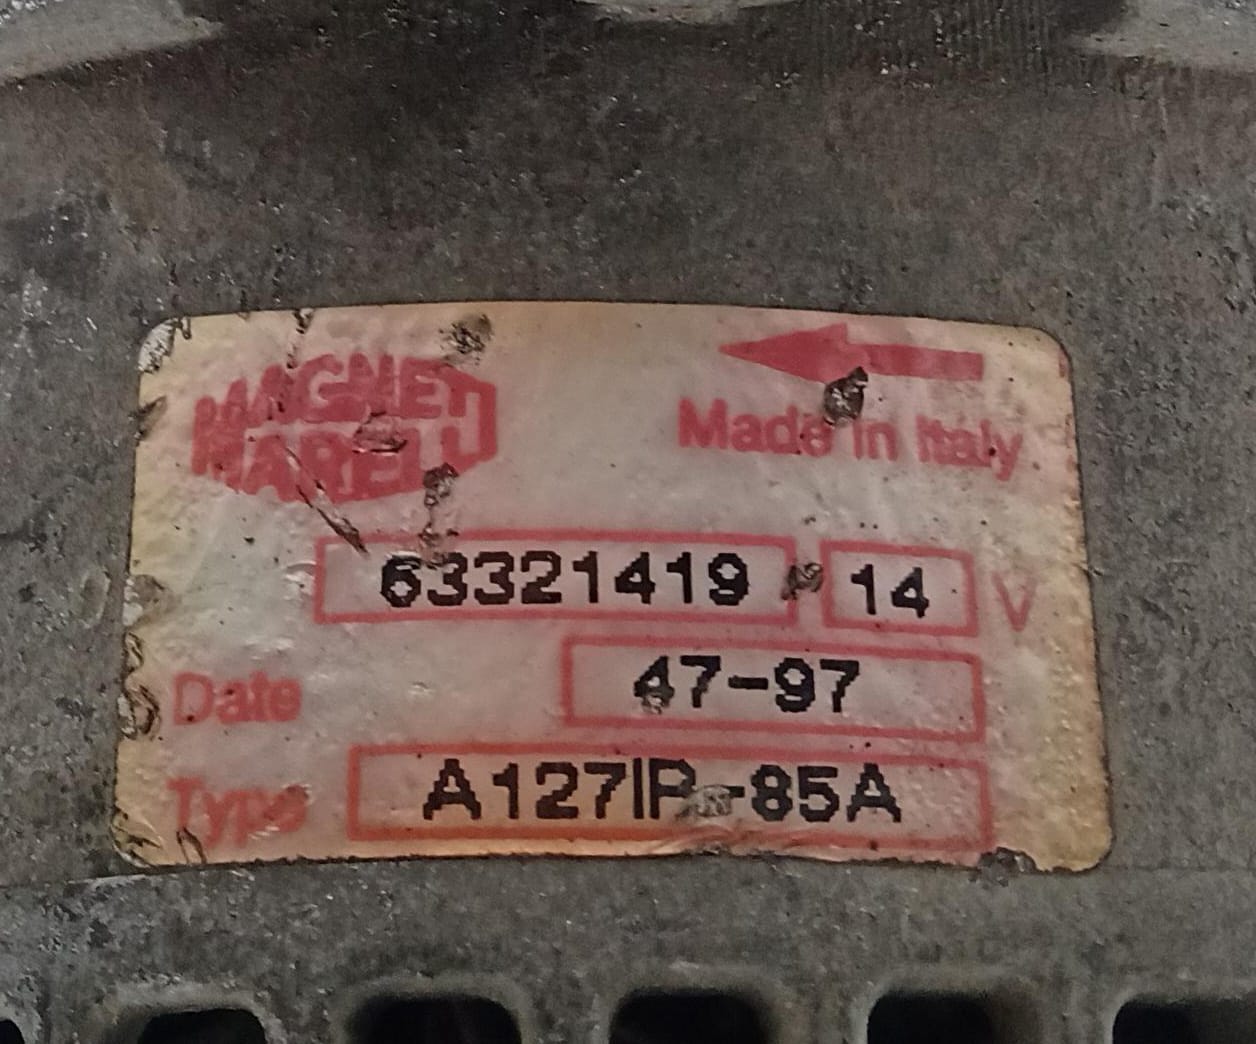 MAGNETI
MARELLI
Made in Italy
63321419 14 V
Date 47-97
Type A127IR-85A